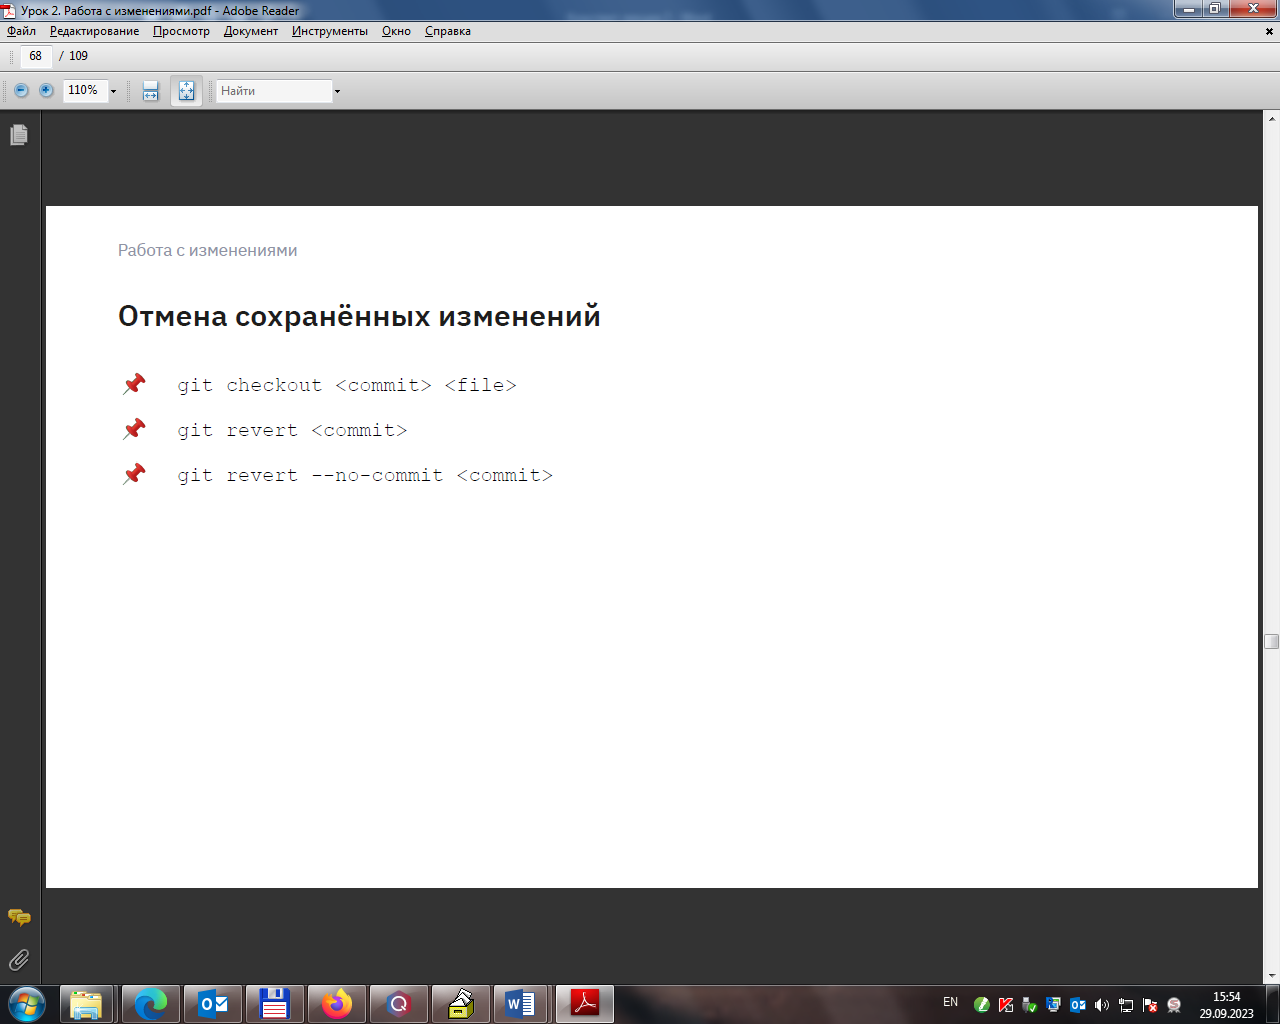 Урок 2. Работа с изменениями.pdf - Adobe Reader
Файл Редактирование Просмотр Документ Инструменты Окно Справка
68 / 109
110% Найти
Работа с изменениями
Отмена сохранённых изменений
git checkout <commit> <file>
git revert <commit>
git revert --no-commit <commit>
EN
15:54
29.09.2023